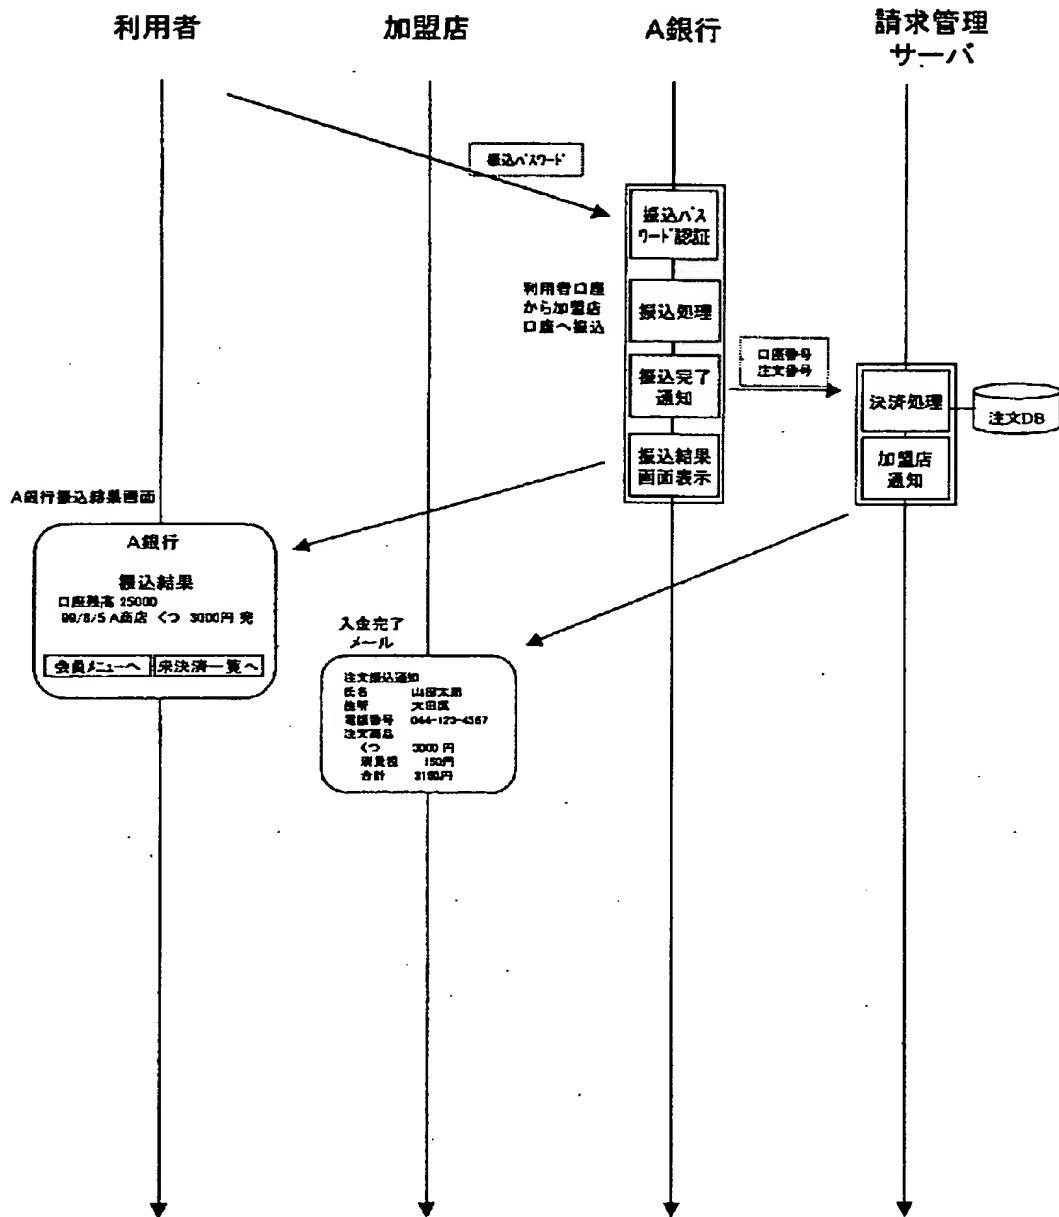 利用者
加盟店
A銀行
請求管理
サーバ
振込パスワード
振込パス
ワード認証
利用者口座
から加盟店
口座へ振込
振込処理
口座番号
注文番号
振込完了
通知
決済処理
注文DB
振込結果
画面表示
加盟店
通知
A銀行振込結果画面
A銀行
振込結果
口座残高 25000
99/8/5 A商店 くつ 3000円 完
会員メニューへ
未決済一覧へ
入金完了
メール
注文振込通知
氏名 山田太郎
住所 大田区
電話番号 044-123-4567
注文商品
くつ 3000 円
消費税 150円
合計 3150円